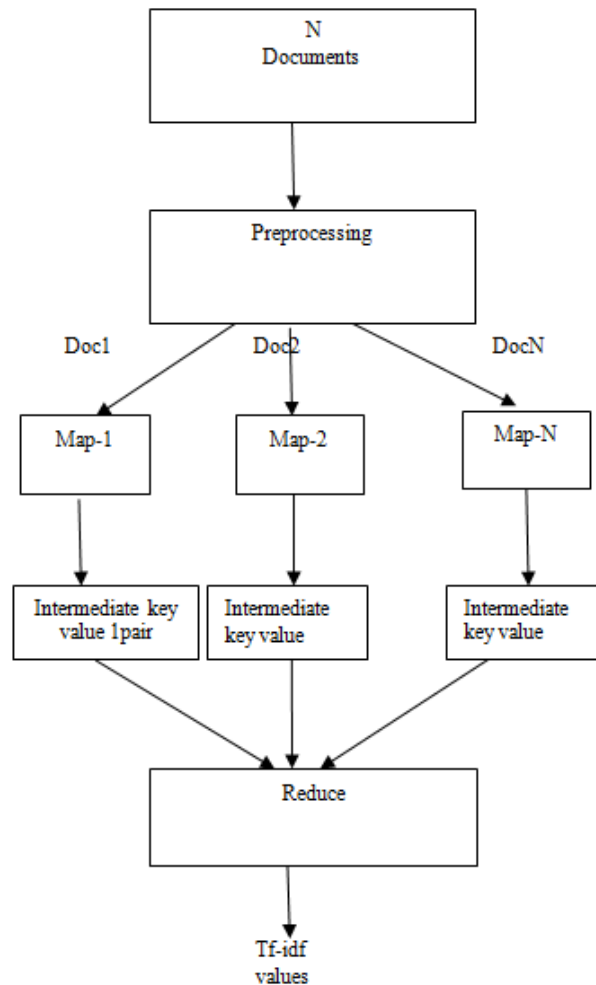 N
Documents
Preprocessing
Doc1
Doc2
DocN
Map-1
Map-2
Map-N
Intermediate key
value 1pair
Intermediate
key value
Intermediate
key value
Reduce
Tf-idf
values